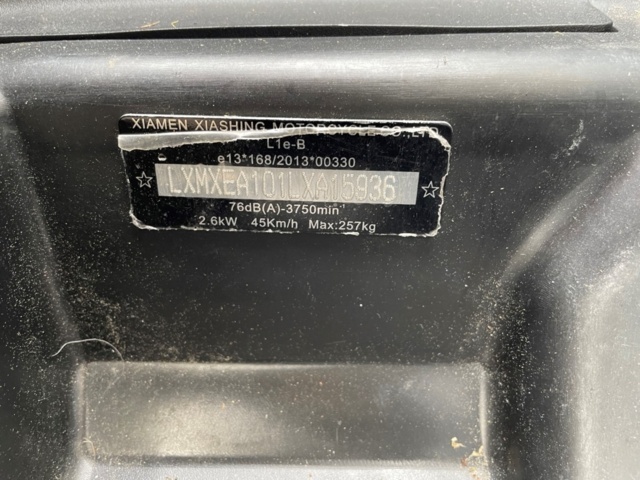 XIAMEN XIASHING MOTORCYCLE CO.,LTD
L1e-B
e13*168/2013*00330
☆ LXMXEA101LXA15936 ☆
76dB(A)-3750min⁻¹
2.6kW 45Km/h Max:257kg